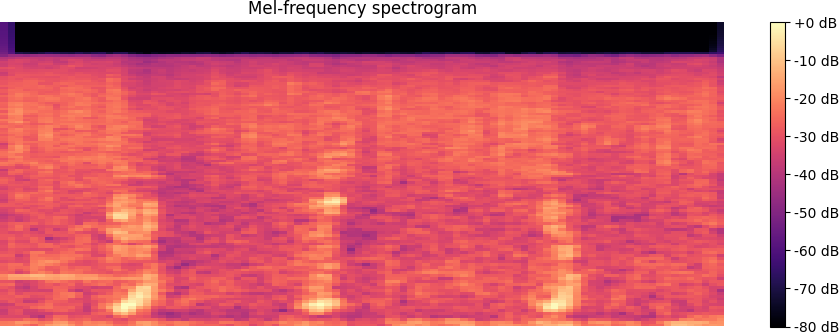 Mel-frequency spectrogram
+0 dB
-10 dB
-20 dB
-30 dB
-40 dB
-50 dB
-60 dB
-70 dB
-80 dB